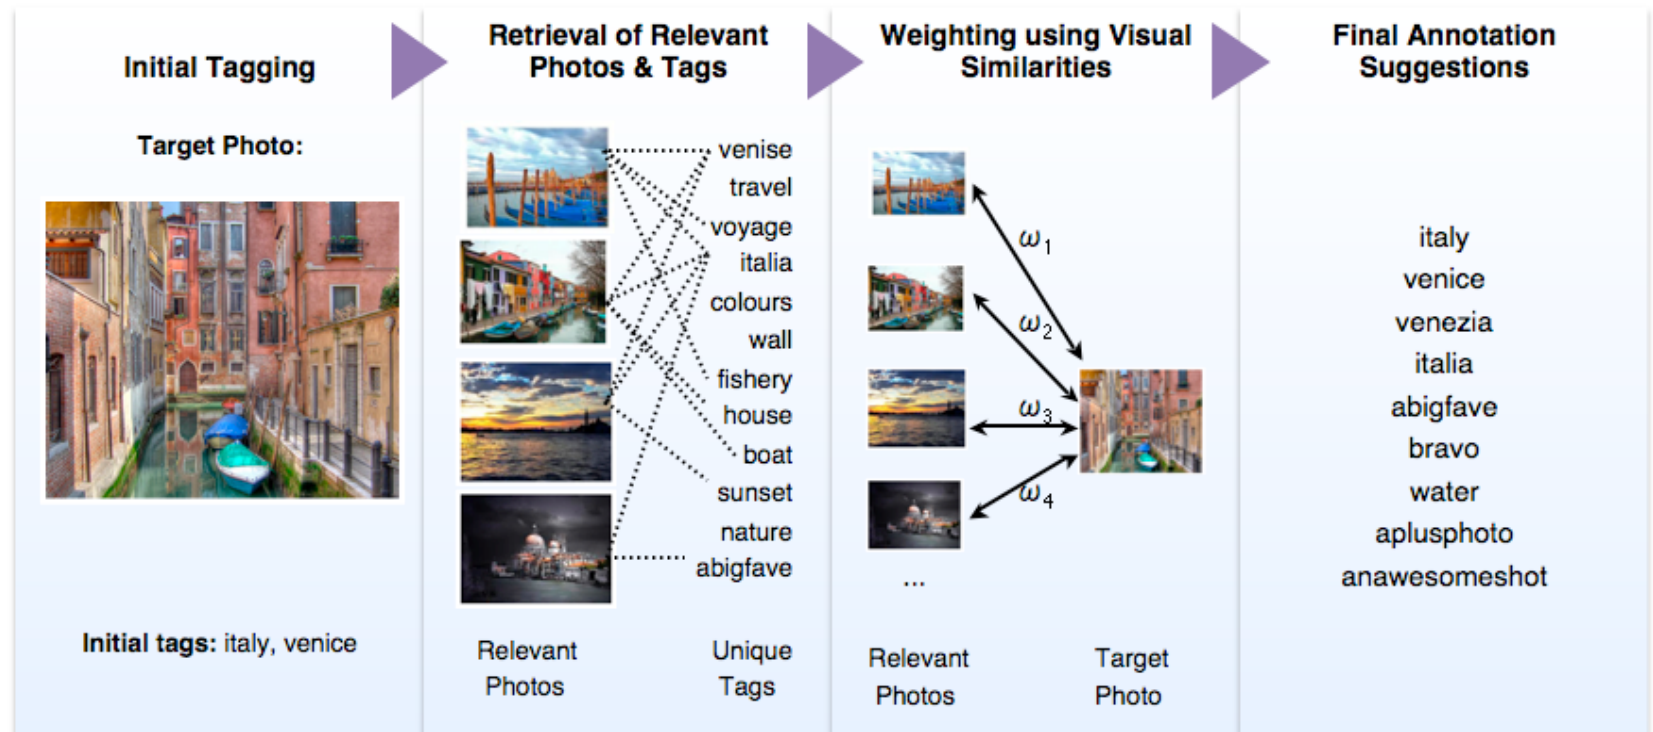 Initial Tagging
Target Photo:
Initial tags: italy, venice
Retrieval of Relevant
Photos & Tags
venise
travel
voyage
italia
colours
wall
fishery
house
boat
sunset
nature
abigfave
Relevant
Photos
Unique
Tags
Weighting using Visual
Similarities
ω1
ω2
ω3
ω4
...
Relevant
Photos
Target
Photo
Final Annotation
Suggestions
italy
venice
venezia
italia
abigfave
bravo
water
aplusphoto
anawesomeshot